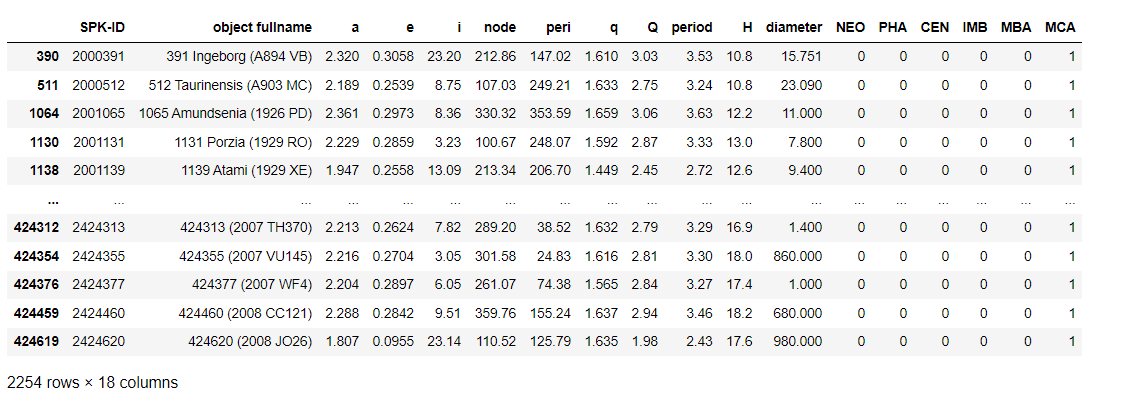 SPK-ID object fullname a e i node peri q Q period H diameter NEO PHA CEN IMB MBA MCA
390 2000391 391 Ingeborg (A894 VB) 2.320 0.3058 23.20 212.86 147.02 1.610 3.03 3.53 10.8 15.751 0 0 0 0 0 1
511 2000512 512 Taurinensis (A903 MC) 2.189 0.2539 8.75 107.03 249.21 1.633 2.75 3.24 10.8 23.090 0 0 0 0 0 1
1064 2001065 1065 Amundsenia (1926 PD) 2.361 0.2973 8.36 330.32 353.59 1.659 3.06 3.63 12.2 11.000 0 0 0 0 0 1
1130 2001131 1131 Porzia (1929 RO) 2.229 0.2859 3.23 100.67 248.07 1.592 2.87 3.33 13.0 7.800 0 0 0 0 0 1
1138 2001139 1139 Atami (1929 XE) 1.947 0.2558 13.09 213.34 206.70 1.449 2.45 2.72 12.6 9.400 0 0 0 0 0 1
... ... ... ... ... ... ... ... ... ... ... ... ... ... ... ... ... ... ...
424312 2424313 424313 (2007 TH370) 2.213 0.2624 7.82 289.20 38.52 1.632 2.79 3.29 16.9 1.400 0 0 0 0 0 1
424354 2424355 424355 (2007 VU145) 2.216 0.2704 3.05 301.58 24.83 1.616 2.81 3.30 18.0 860.000 0 0 0 0 0 1
424376 2424377 424377 (2007 WF4) 2.204 0.2897 6.05 261.07 74.38 1.565 2.84 3.27 17.4 1.000 0 0 0 0 0 1
424459 2424460 424460 (2008 CC121) 2.288 0.2842 9.51 359.76 155.24 1.637 2.94 3.46 18.2 680.000 0 0 0 0 0 1
424619 2424620 424620 (2008 JO26) 1.807 0.0955 23.14 110.52 125.79 1.635 1.98 2.43 17.6 980.000 0 0 0 0 0 1
2254 rows × 18 columns